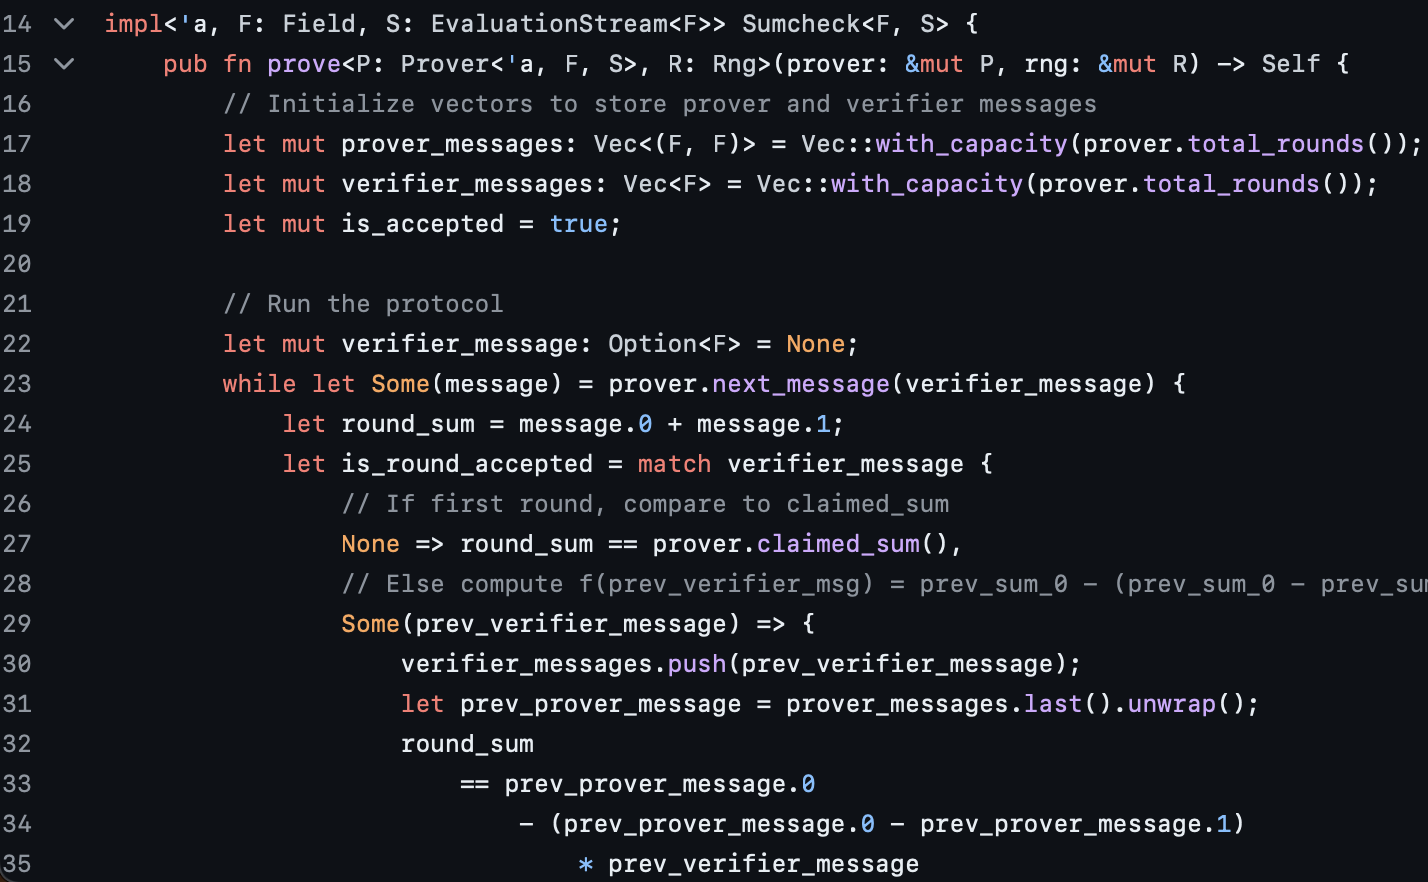 14 impl<'a, F: Field, S: EvaluationStream<F>> Sumcheck<F, S> {
15 pub fn prove<P: Prover<'a, F, S>, R: Rng>(prover: &mut P, rng: &mut R) -> Self {
16 // Initialize vectors to store prover and verifier messages
17 let mut prover_messages: Vec<(F, F)> = Vec::with_capacity(prover.total_rounds());
18 let mut verifier_messages: Vec<F> = Vec::with_capacity(prover.total_rounds());
19 let mut is_accepted = true;
20
21 // Run the protocol
22 let mut verifier_message: Option<F> = None;
23 while let Some(message) = prover.next_message(verifier_message) {
24 let round_sum = message.0 + message.1;
25 let is_round_accepted = match verifier_message {
26 // If first round, compare to claimed_sum
27 None => round_sum == prover.claimed_sum(),
28 // Else compute f(prev_verifier_msg) = prev_sum_0 - (prev_sum_0 - prev_su
29 Some(prev_verifier_message) => {
30 verifier_messages.push(prev_verifier_message);
31 let prev_prover_message = prover_messages.last().unwrap();
32 round_sum
33 == prev_prover_message.0
34 - (prev_prover_message.0 - prev_prover_message.1)
35 * prev_verifier_message